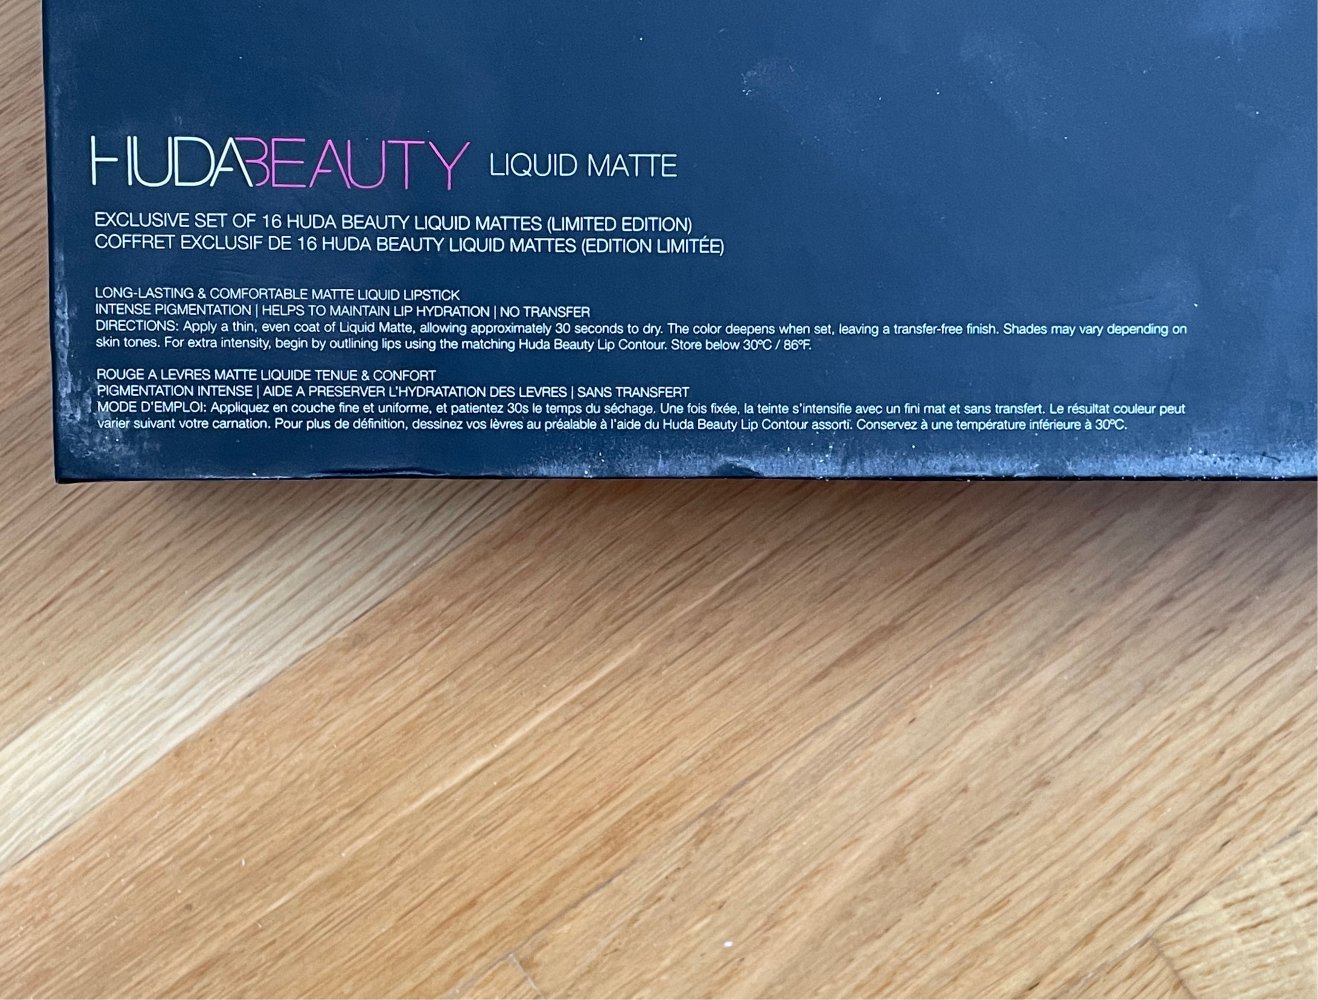 HUDABEAUTY LIQUID MATTE
EXCLUSIVE SET OF 16 HUDA BEAUTY LIQUID MATTES (LIMITED EDITION)
COFFRET EXCLUSIF DE 16 HUDA BEAUTY LIQUID MATTES (EDITION LIMITÉE)
LONG-LASTING & COMFORTABLE MATTE LIQUID LIPSTICK
INTENSE PIGMENTATION | HELPS TO MAINTAIN LIP HYDRATION | NO TRANSFER
DIRECTIONS: Apply a thin, even coat of Liquid Matte, allowing approximately 30 seconds to dry. The color deepens when set, leaving a transfer-free finish. Shades may vary depending on
skin tones. For extra intensity, begin by outlining lips using the matching Huda Beauty Lip Contour. Store below 30ºC / 86ºF.
ROUGE A LEVRES MATTE LIQUIDE TENUE & CONFORT
PIGMENTATION INTENSE | AIDE A PRESERVER L'HYDRATATION DES LEVRES | SANS TRANSFERT
MODE D'EMPLOI: Appliquez en couche fine et uniforme, et patientez 30s le temps du séchage. Une fois fixée, la teinte s'intensifie avec un fini mat et sans transfert. Le résultat couleur peut
varier suivant votre carnation. Pour plus de définition, dessinez vos lèvres au préalable à l'aide du Huda Beauty Lip Contour assorti. Conservez à une température inférieure à 30ºC.